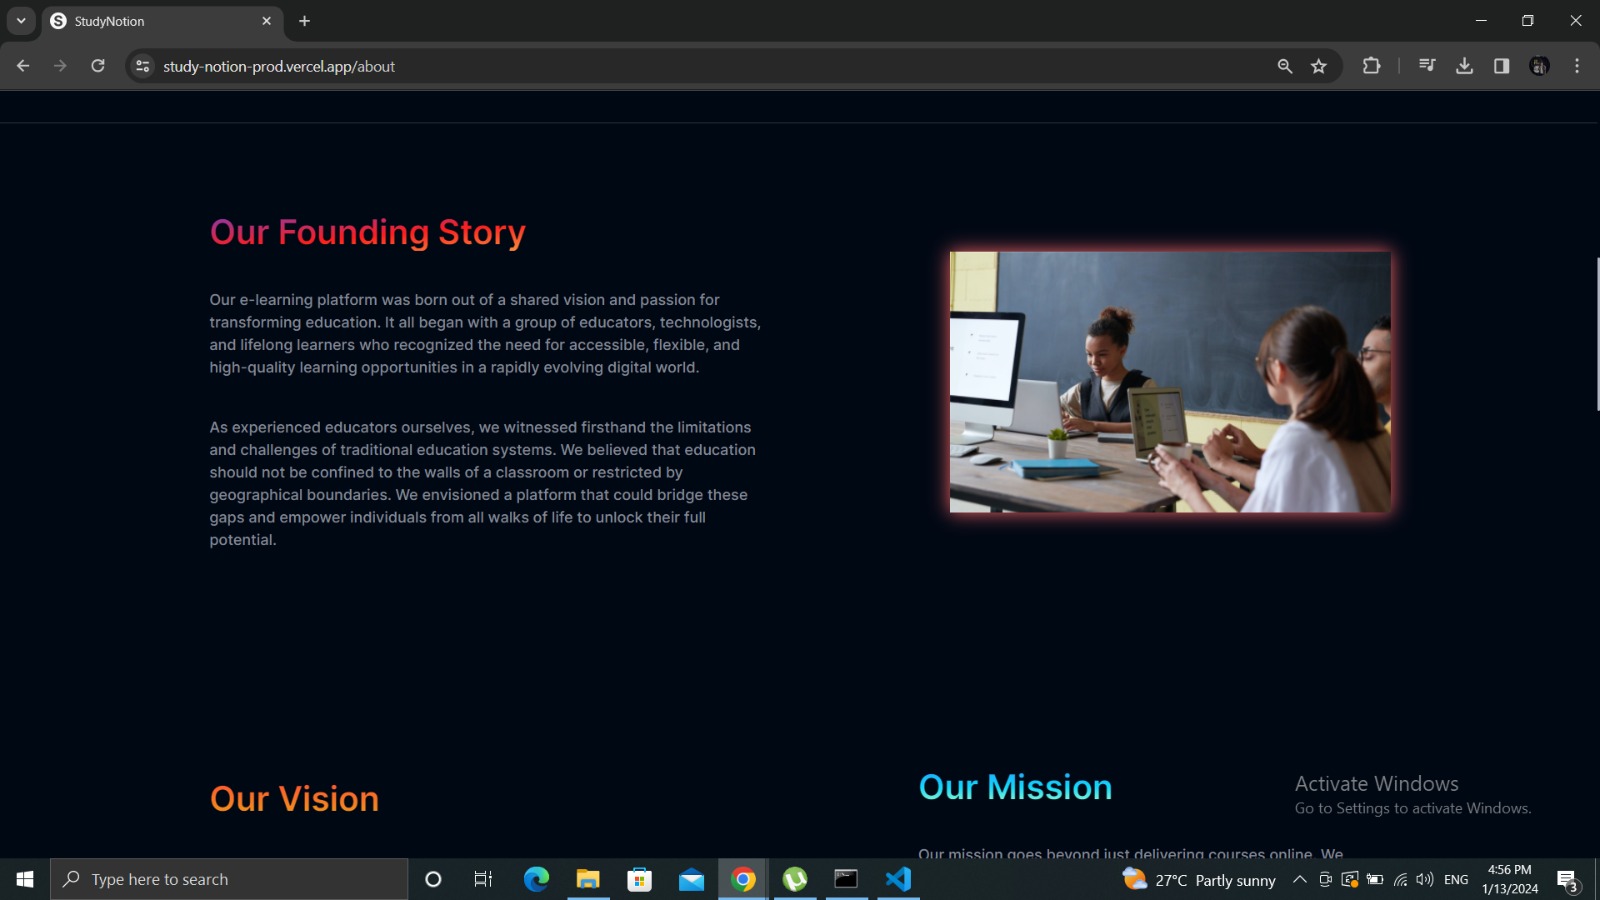 StudyNotion
study-notion-prod.vercel.app/about
Our Founding Story
Our e-learning platform was born out of a shared vision and passion for
transforming education. It all began with a group of educators, technologists,
and lifelong learners who recognized the need for accessible, flexible, and
high-quality learning opportunities in a rapidly evolving digital world.
As experienced educators ourselves, we witnessed firsthand the limitations
and challenges of traditional education systems. We believed that education
should not be confined to the walls of a classroom or restricted by
geographical boundaries. We envisioned a platform that could bridge these
gaps and empower individuals from all walks of life to unlock their full
potential.
Our Vision
Our Mission
Our mission goes beyond just delivering courses online. We
Activate Windows
Go to Settings to activate Windows.
Type here to search
27°C Partly sunny
ENG
4:56 PM
1/13/2024
3